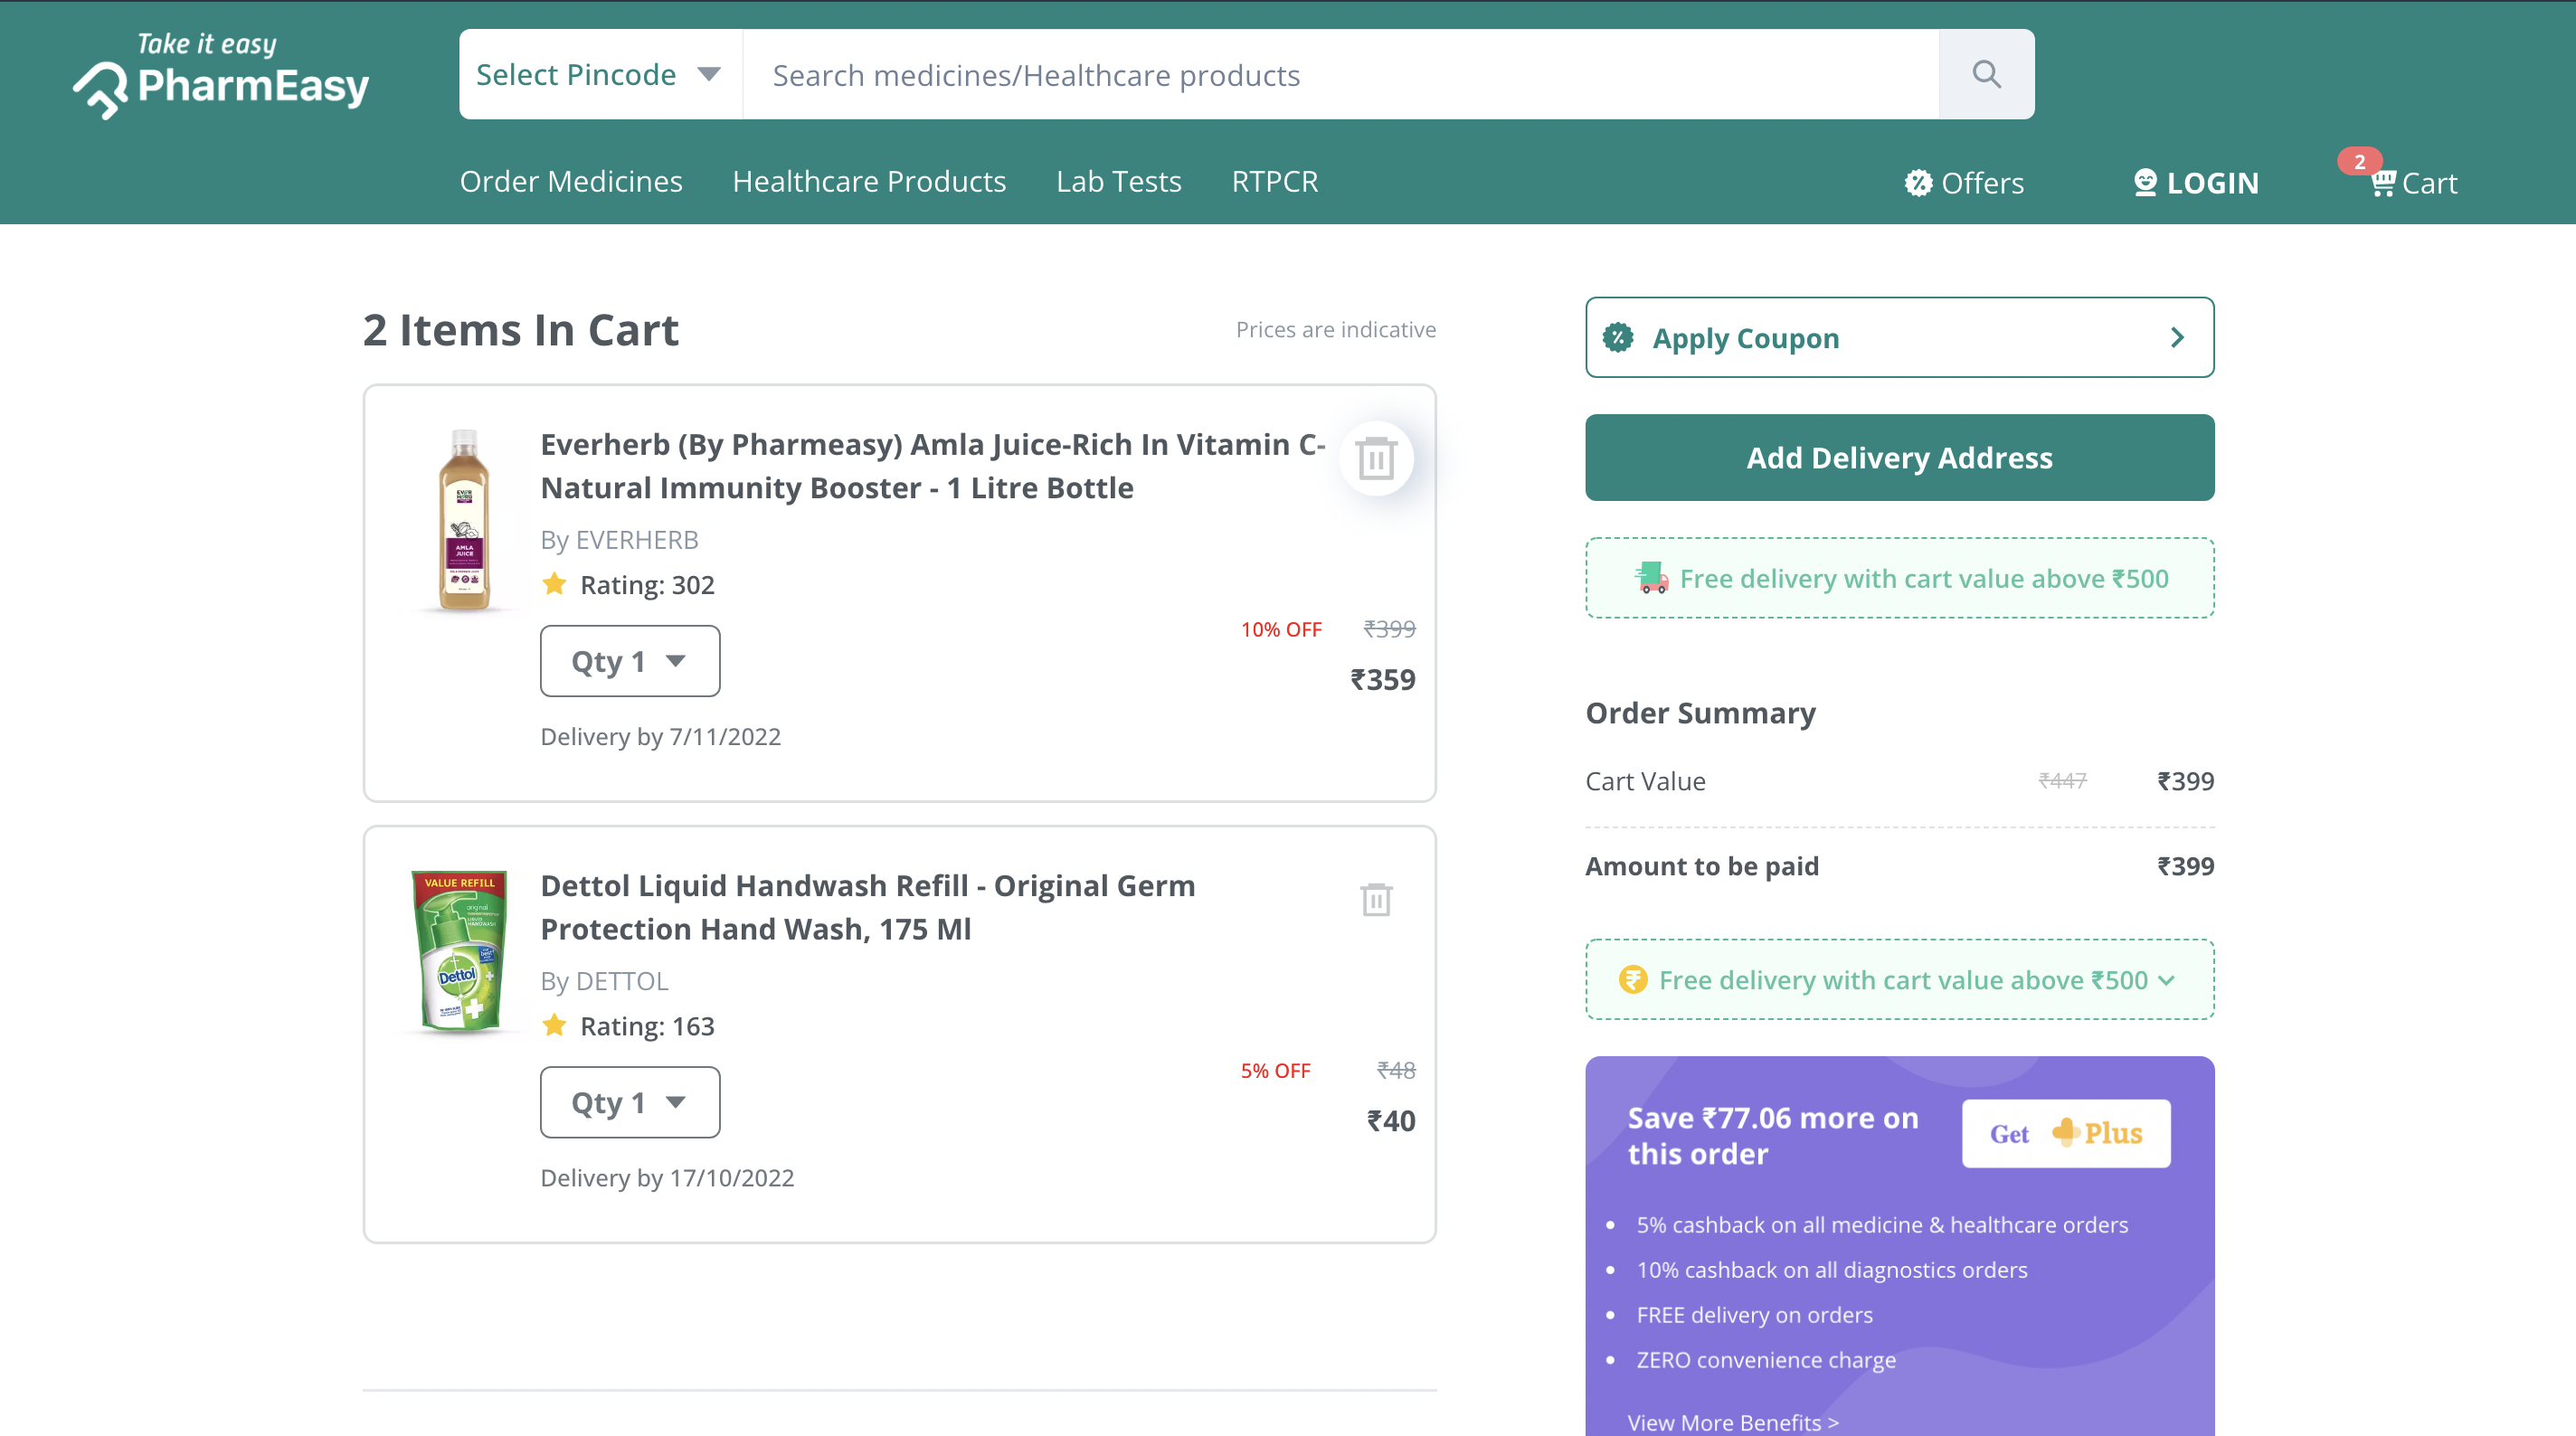 Take it easy
PharmEasy
Select Pincode
Search medicines/Healthcare products
Order Medicines
Healthcare Products
Lab Tests
RTPCR
Offers
LOGIN
2
Cart
2 Items In Cart
Prices are indicative
Everherb (By Pharmeasy) Amla Juice-Rich In Vitamin C-
Natural Immunity Booster - 1 Litre Bottle
By EVERHERB
Rating: 302
10% OFF
₹399
Qty 1
₹359
Delivery by 7/11/2022
AMLA
JUICE
Dettol Liquid Handwash Refill - Original Germ
Protection Hand Wash, 175 Ml
By DETTOL
Rating: 163
5% OFF
₹48
Qty 1
₹40
Delivery by 17/10/2022
VALUE REFILL
Dettol
Apply Coupon
Add Delivery Address
Free delivery with cart value above ₹500
Order Summary
Cart Value
₹447
₹399
Amount to be paid
₹399
Free delivery with cart value above ₹500
Save ₹77.06 more on
this order
Get Plus
5% cashback on all medicine & healthcare orders
10% cashback on all diagnostics orders
FREE delivery on orders
ZERO convenience charge
View More Benefits >